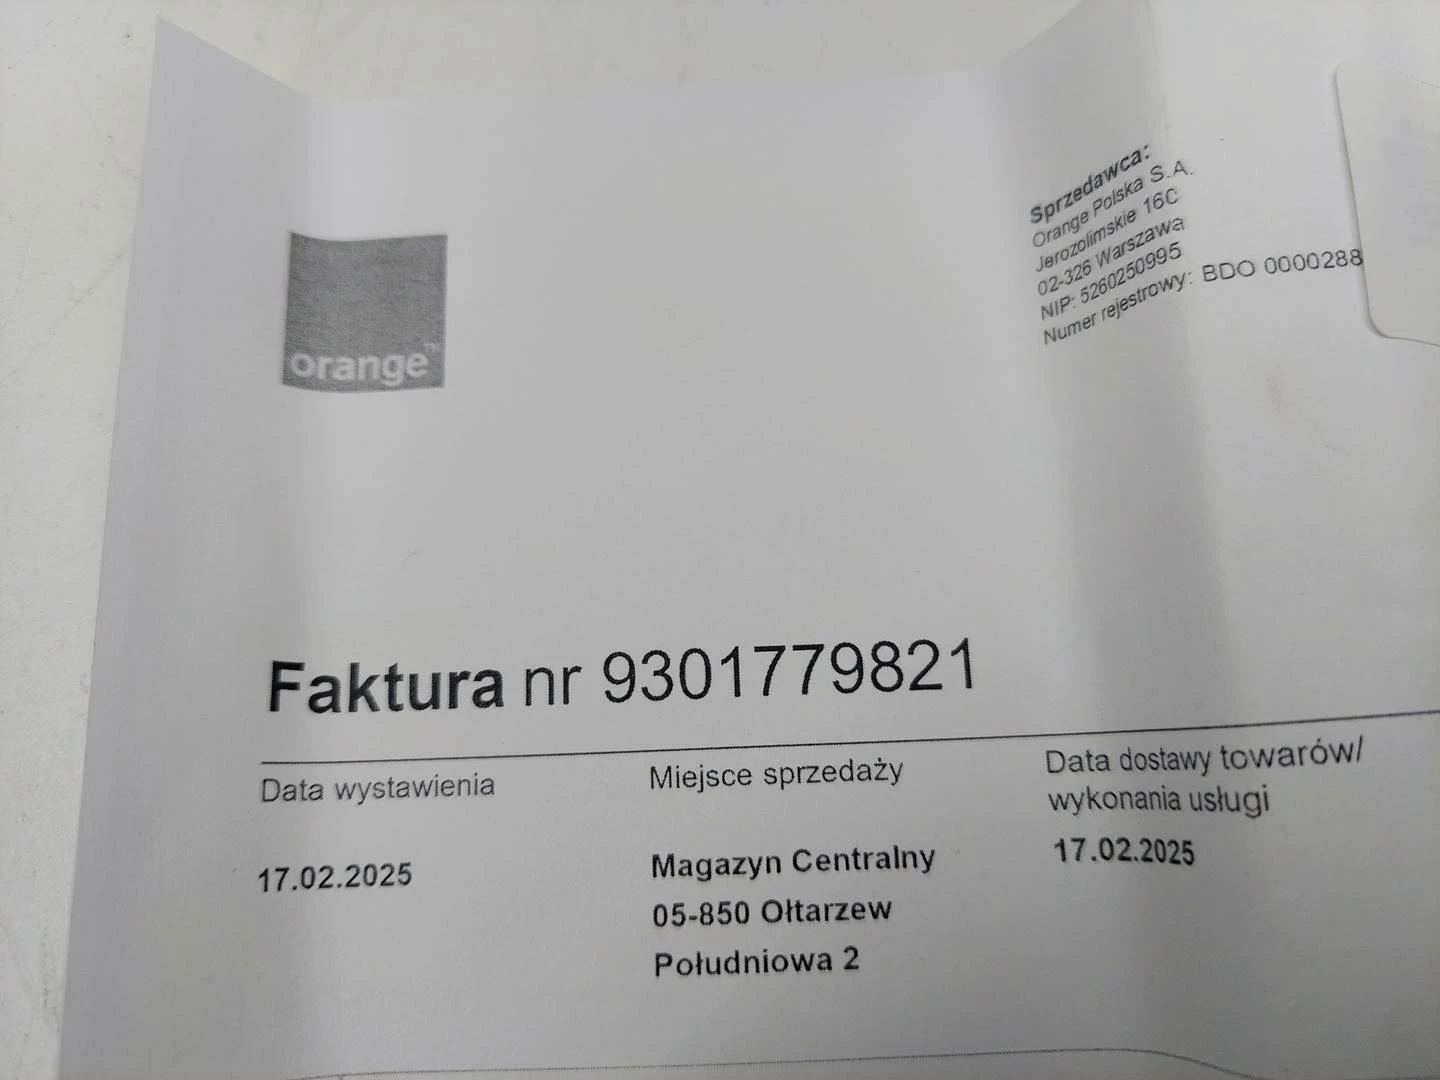 Sprzedawca:
Orange Polska S.A.
Jerozolimskie 160
02-326 Warszawa
NIP: 5260250995
Numer rejestrowy: BDO 0000288
orange™
Faktura nr 9301779821
Data wystawienia
17.02.2025
Miejsce sprzedaży
Magazyn Centralny
05-850 Ołtarzew
Południowa 2
Data dostawy towarów/
wykonania usługi
17.02.2025